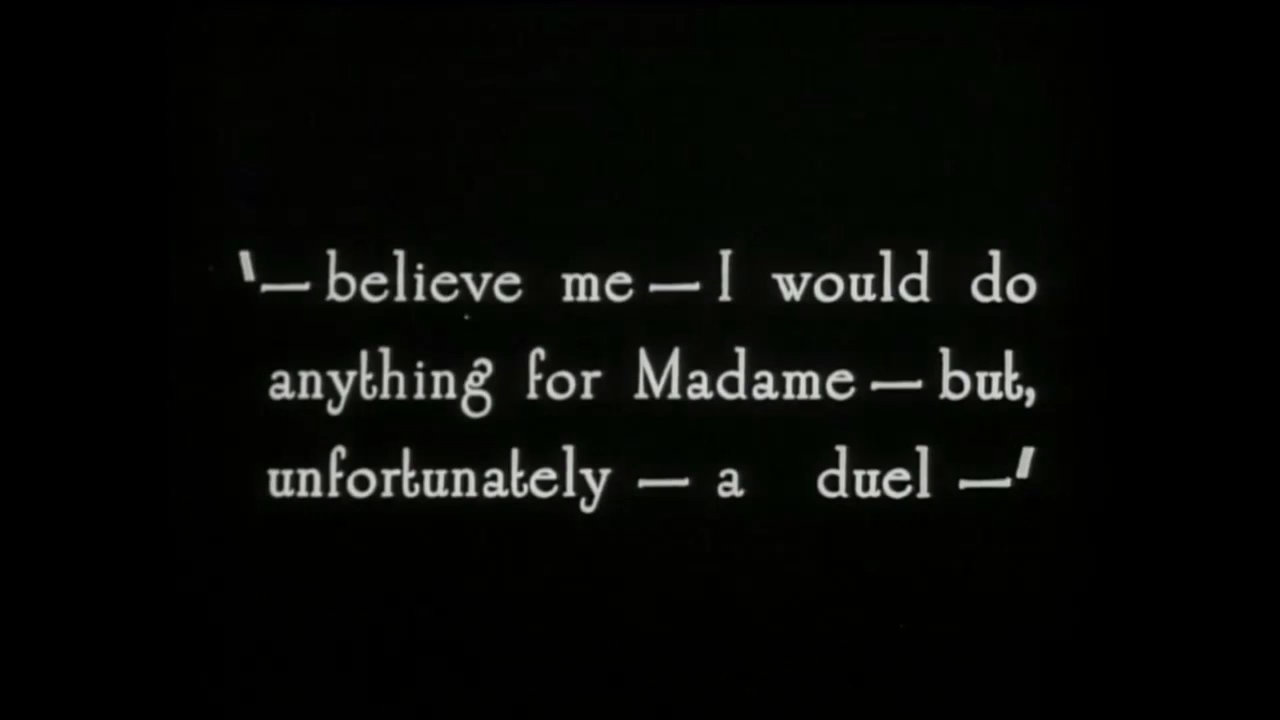 '— believe me — I would do
anything for Madame — but,
unfortunately — a duel —'